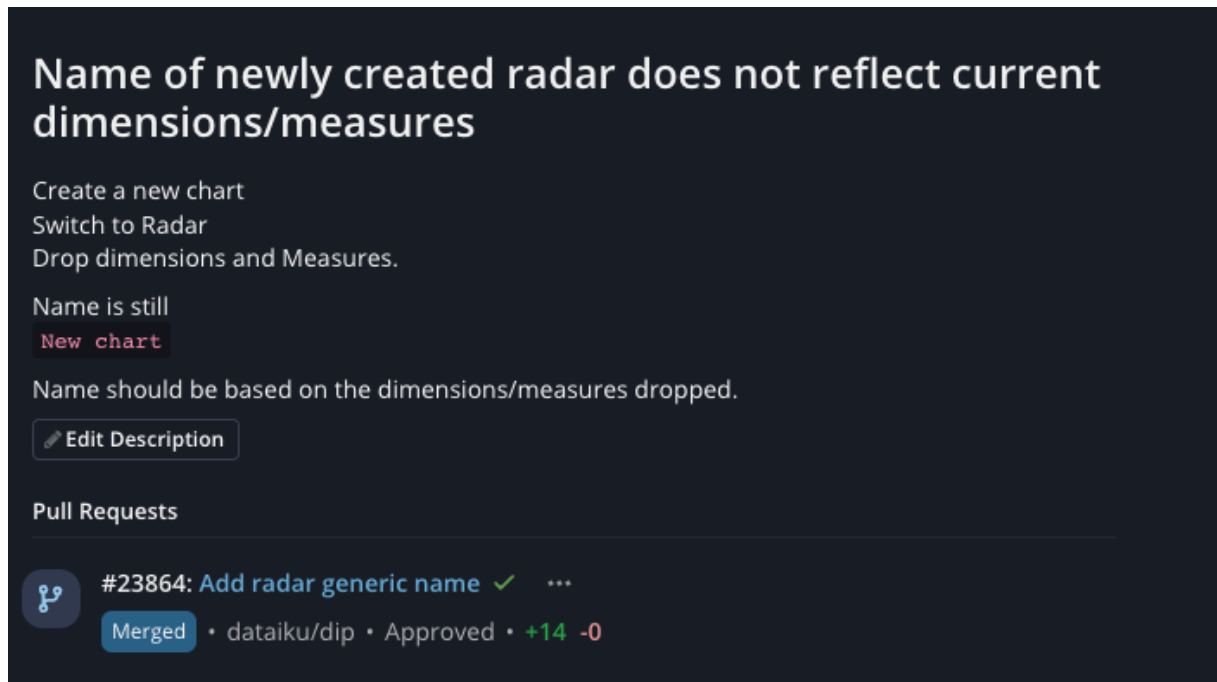 Name of newly created radar does not reflect current
dimensions/measures
Create a new chart
Switch to Radar
Drop dimensions and Measures.
Name is still
New chart
Name should be based on the dimensions/measures dropped.
Edit Description
Pull Requests
#23864: Add radar generic name
Merged • dataiku/dip • Approved • +14 -0